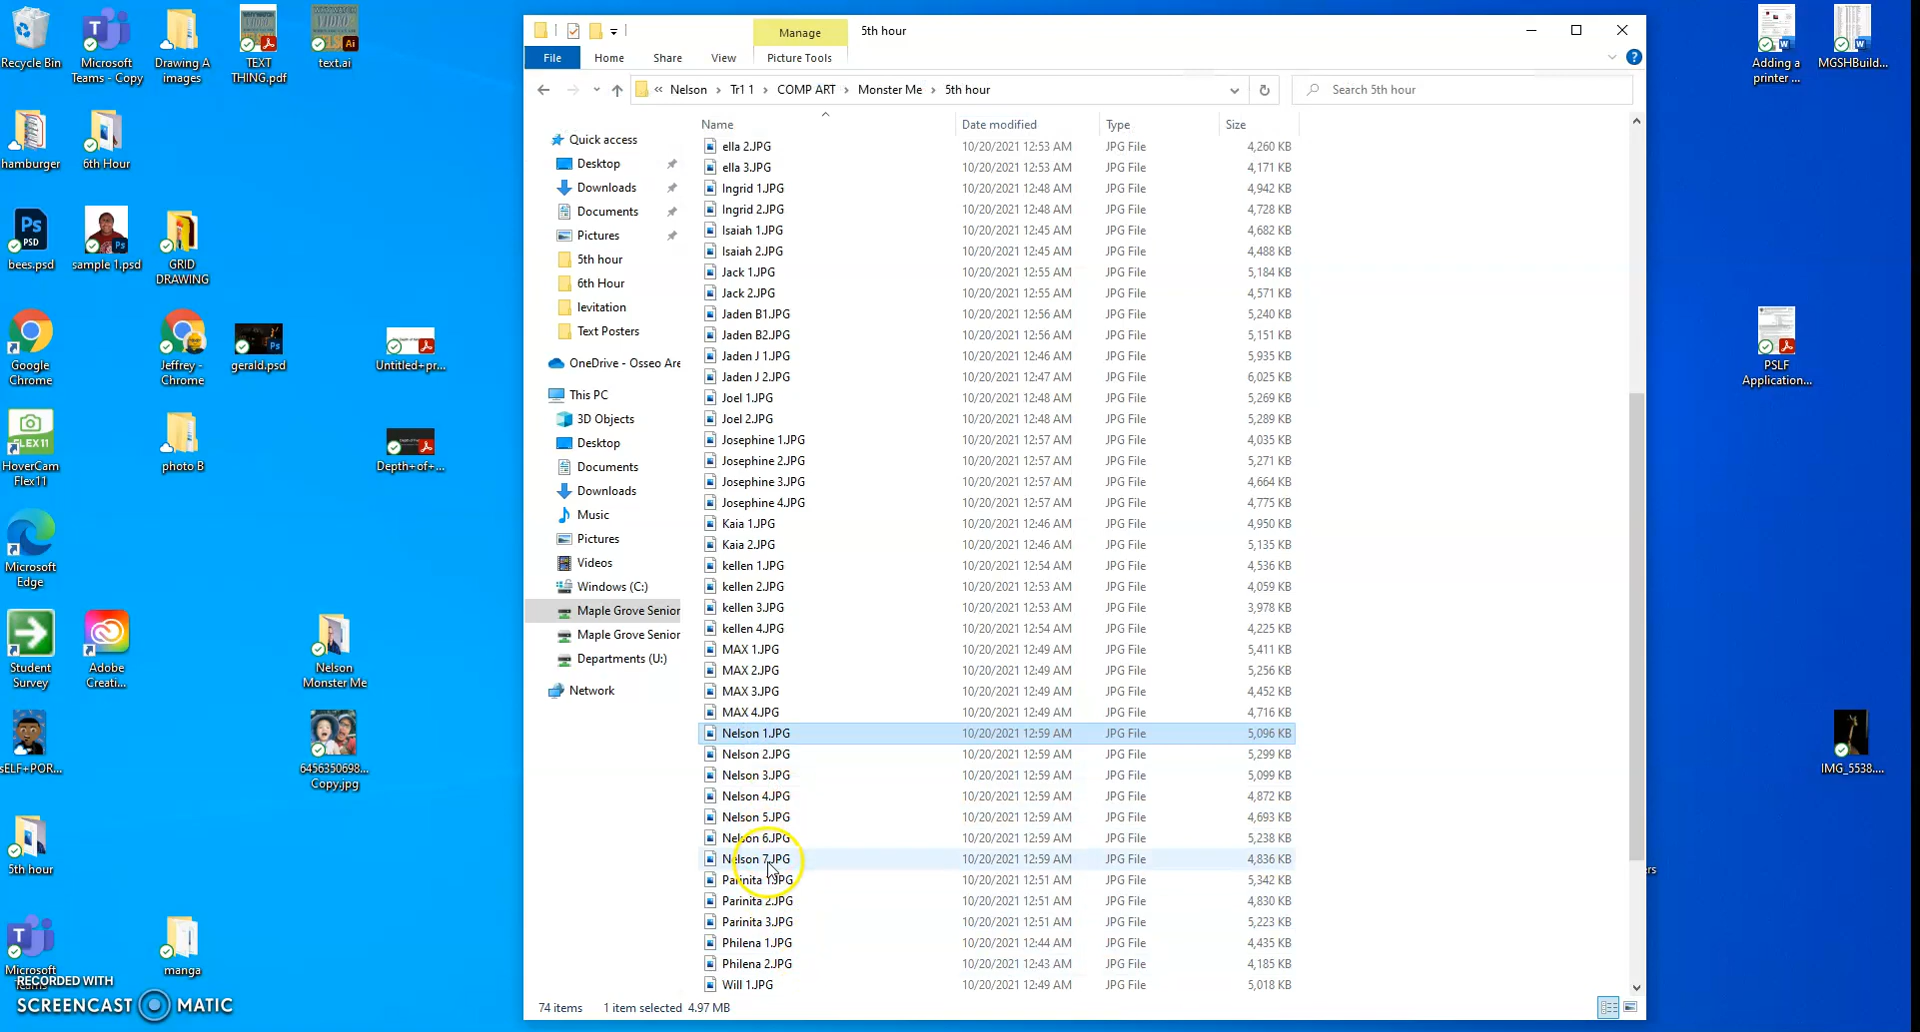 Recycle Bin
Microsoft
Teams - Copy
Drawing A
images
TEXT
THING.pdf
text.ai
hamburger
6th Hour
bees.psd
sample 1.psd
GRID
DRAWING
Google
Chrome
Jeffrey -
Chrome
gerald.psd
Untitled+pr...
HoverCam
Flex11
photo B
Depth+of+...
Microsoft
Edge
Student
Survey
Adobe
Creati...
Nelson
Monster Me
sELF+POR...
6456350698...
Copy.jpg
5th hour
Microsoft
Teams
manga
RECORDED WITH
SCREENCAST MATIC
Manage
5th hour
File
Home
Share
View
Picture Tools
« Nelson › Tr1 1 › COMP ART › Monster Me › 5th hour
Search 5th hour
Quick access
Desktop
Downloads
Documents
Pictures
5th hour
6th Hour
levitation
Text Posters
OneDrive - Osseo Are
This PC
3D Objects
Desktop
Documents
Downloads
Music
Pictures
Videos
Windows (C:)
Maple Grove Senior
Maple Grove Senior
Departments (U:)
Network
Name Date modified Type Size
ella 2.JPG 10/20/2021 12:53 AM JPG File 4,260 KB
ella 3.JPG 10/20/2021 12:53 AM JPG File 4,171 KB
Ingrid 1.JPG 10/20/2021 12:48 AM JPG File 4,942 KB
Ingrid 2.JPG 10/20/2021 12:48 AM JPG File 4,728 KB
Isaiah 1.JPG 10/20/2021 12:45 AM JPG File 4,682 KB
Isaiah 2.JPG 10/20/2021 12:45 AM JPG File 4,488 KB
Jack 1.JPG 10/20/2021 12:55 AM JPG File 5,184 KB
Jack 2.JPG 10/20/2021 12:55 AM JPG File 4,571 KB
Jaden B1.JPG 10/20/2021 12:56 AM JPG File 5,240 KB
Jaden B2.JPG 10/20/2021 12:56 AM JPG File 5,151 KB
Jaden J 1.JPG 10/20/2021 12:46 AM JPG File 5,935 KB
Jaden J 2.JPG 10/20/2021 12:47 AM JPG File 6,025 KB
Joel 1.JPG 10/20/2021 12:48 AM JPG File 5,269 KB
Joel 2.JPG 10/20/2021 12:48 AM JPG File 5,289 KB
Josephine 1.JPG 10/20/2021 12:57 AM JPG File 4,035 KB
Josephine 2.JPG 10/20/2021 12:57 AM JPG File 5,271 KB
Josephine 3.JPG 10/20/2021 12:57 AM JPG File 4,664 KB
Josephine 4.JPG 10/20/2021 12:57 AM JPG File 4,775 KB
Kaia 1.JPG 10/20/2021 12:46 AM JPG File 4,950 KB
Kaia 2.JPG 10/20/2021 12:46 AM JPG File 5,135 KB
kellen 1.JPG 10/20/2021 12:54 AM JPG File 4,536 KB
kellen 2.JPG 10/20/2021 12:53 AM JPG File 4,059 KB
kellen 3.JPG 10/20/2021 12:53 AM JPG File 3,978 KB
kellen 4.JPG 10/20/2021 12:54 AM JPG File 4,225 KB
MAX 1.JPG 10/20/2021 12:49 AM JPG File 5,411 KB
MAX 2.JPG 10/20/2021 12:49 AM JPG File 5,256 KB
MAX 3.JPG 10/20/2021 12:49 AM JPG File 4,452 KB
MAX 4.JPG 10/20/2021 12:49 AM JPG File 4,716 KB
Nelson 1.JPG 10/20/2021 12:59 AM JPG File 5,096 KB
Nelson 2.JPG 10/20/2021 12:59 AM JPG File 5,299 KB
Nelson 3.JPG 10/20/2021 12:59 AM JPG File 5,099 KB
Nelson 4.JPG 10/20/2021 12:59 AM JPG File 4,872 KB
Nelson 5.JPG 10/20/2021 12:59 AM JPG File 4,693 KB
Nelson 6.JPG 10/20/2021 12:59 AM JPG File 5,238 KB
Nelson 7.JPG 10/20/2021 12:59 AM JPG File 4,836 KB
Parinita 1.JPG 10/20/2021 12:51 AM JPG File 5,342 KB
Parinita 2.JPG 10/20/2021 12:51 AM JPG File 4,830 KB
Parinita 3.JPG 10/20/2021 12:51 AM JPG File 5,223 KB
Philena 1.JPG 10/20/2021 12:44 AM JPG File 4,435 KB
Philena 2.JPG 10/20/2021 12:43 AM JPG File 4,185 KB
Will 1.JPG 10/20/2021 12:49 AM JPG File 5,018 KB
74 items 1 item selected 4.97 MB
Adding a
printer ...
MGSHBuild...
PSLF
Application...
IMG_5538....
ers